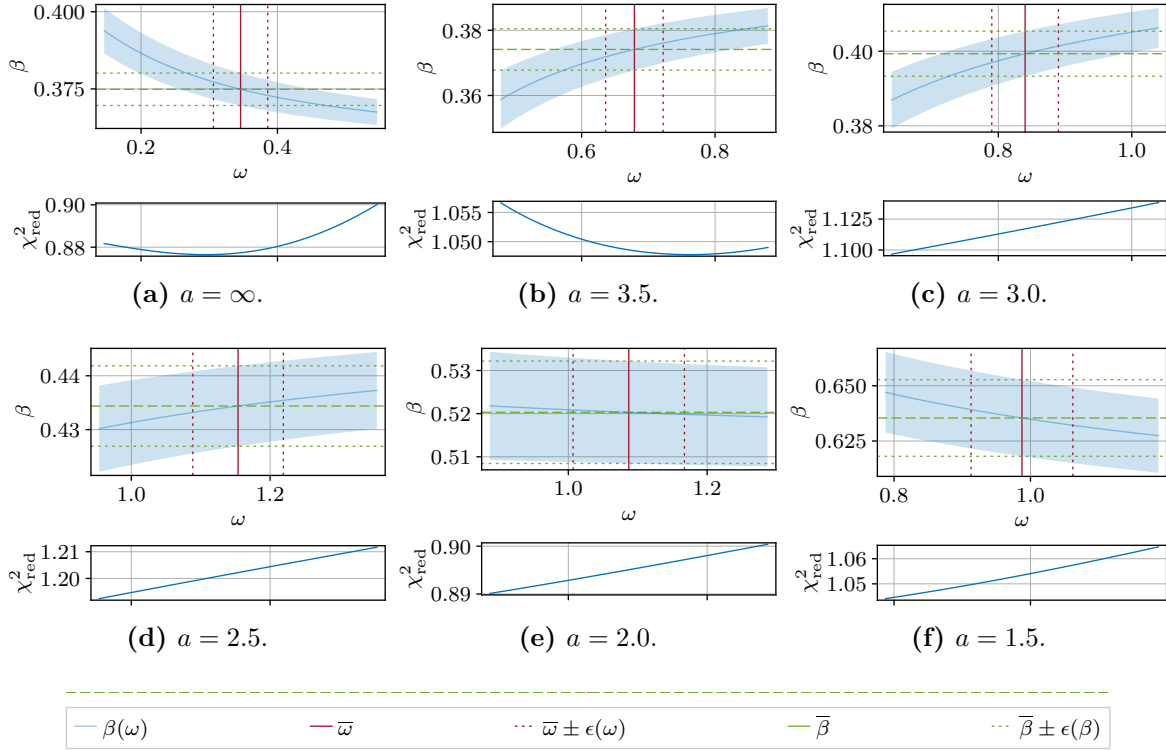 0.400
0.375
β
0.2 0.4
ω
0.90
0.88
χ²red
(a) a = ∞.
0.38
0.36
β
0.6 0.8
ω
1.055
1.050
χ²red
(b) a = 3.5.
0.40
0.38
β
0.8 1.0
ω
1.125
1.100
χ²red
(c) a = 3.0.
0.44
0.43
β
1.0 1.2
ω
1.21
1.20
χ²red
(d) a = 2.5.
0.53
0.52
0.51
β
1.0 1.2
ω
0.90
0.89
χ²red
(e) a = 2.0.
0.650
0.625
β
0.8 1.0
ω
1.06
1.05
χ²red
(f) a = 1.5.
β(ω) ω̅ ω̅ ± ϵ(ω) β̅ β̅ ± ϵ(β)